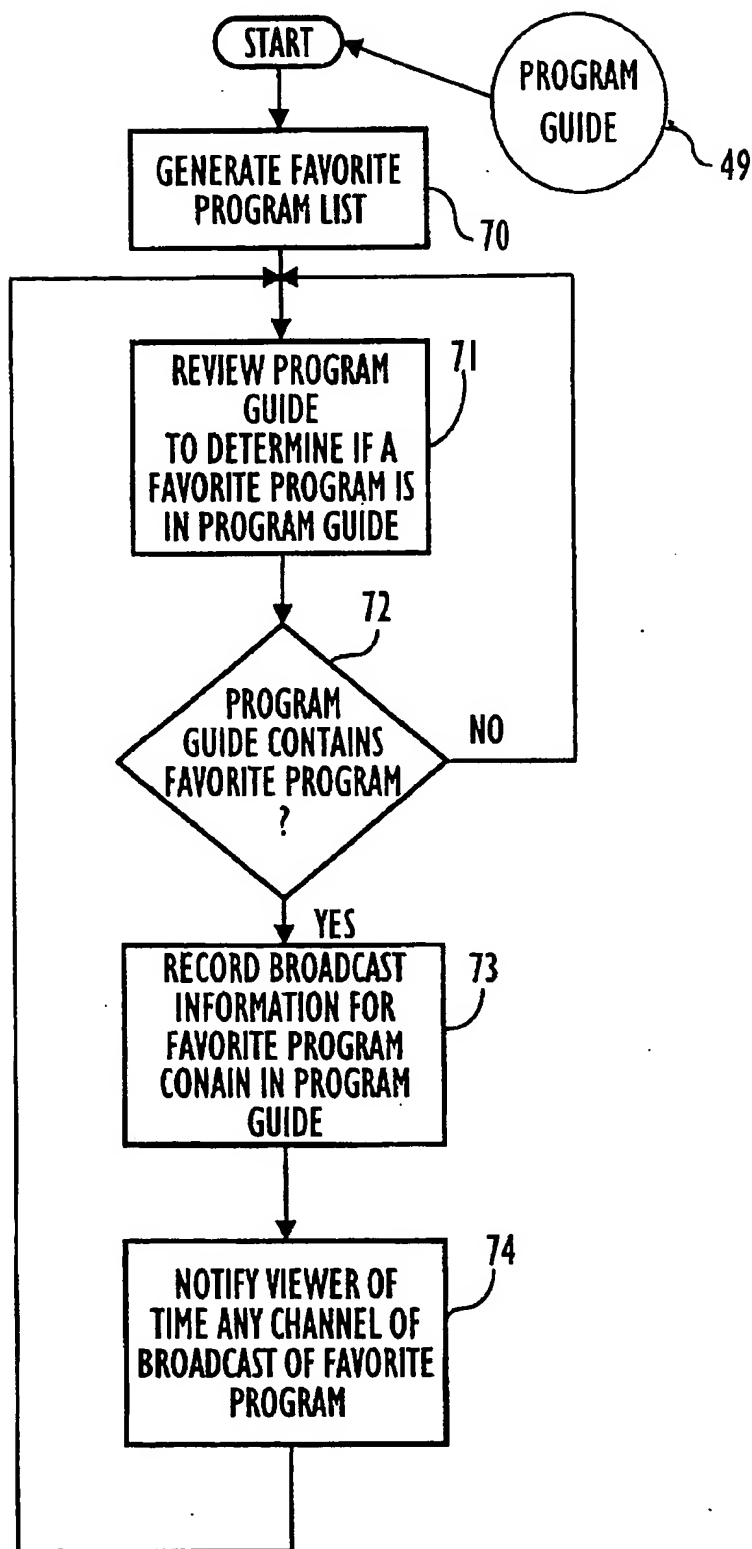 START
PROGRAM
GUIDE
49
GENERATE FAVORITE
PROGRAM LIST
70
REVIEW PROGRAM
GUIDE
TO DETERMINE IF A
FAVORITE PROGRAM IS
IN PROGRAM GUIDE
71
72
PROGRAM
GUIDE CONTAINS
FAVORITE PROGRAM
?
NO
YES
RECORD BROADCAST
INFORMATION FOR
FAVORITE PROGRAM
CONAIN IN PROGRAM
GUIDE
73
74
NOTIFY VIEWER OF
TIME ANY CHANNEL OF
BROADCAST OF FAVORITE
PROGRAM